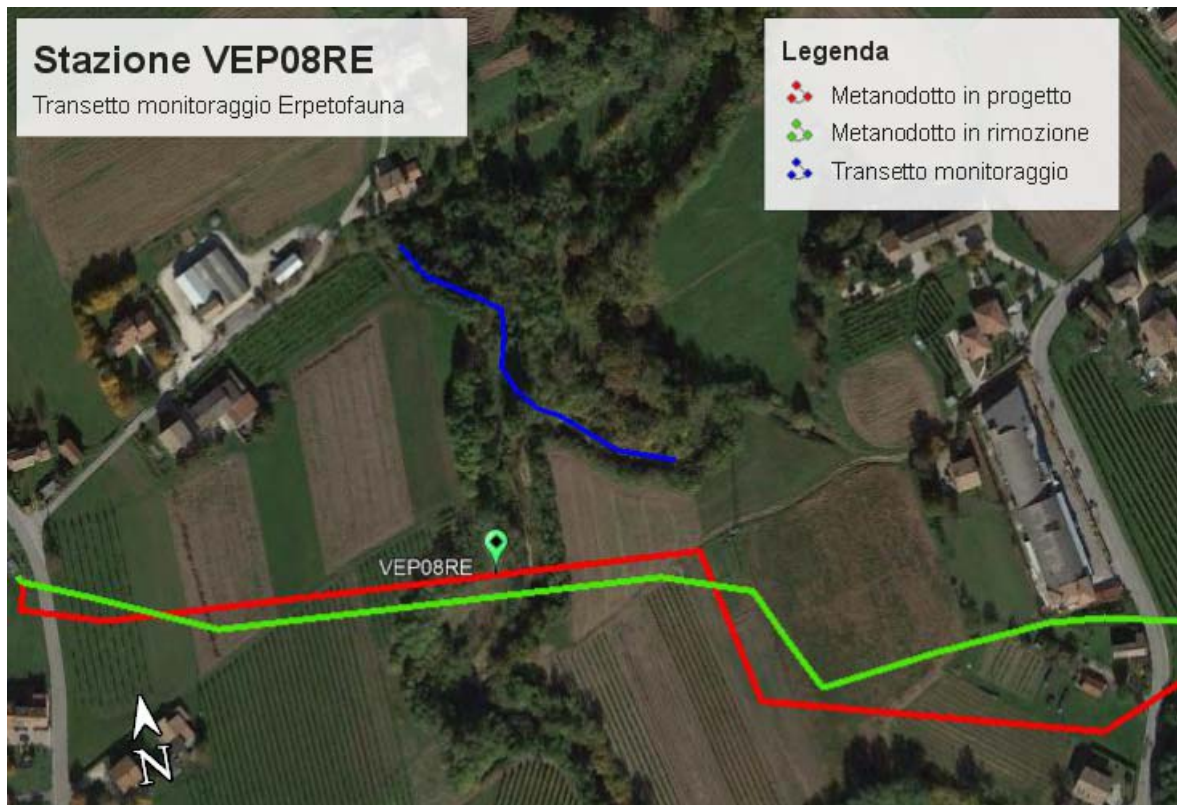 Stazione VEP08RE
Transetto monitoraggio Erpetofauna
Legenda
Metanodotto in progetto
Metanodotto in rimozione
Transetto monitoraggio
VEP08RE
N